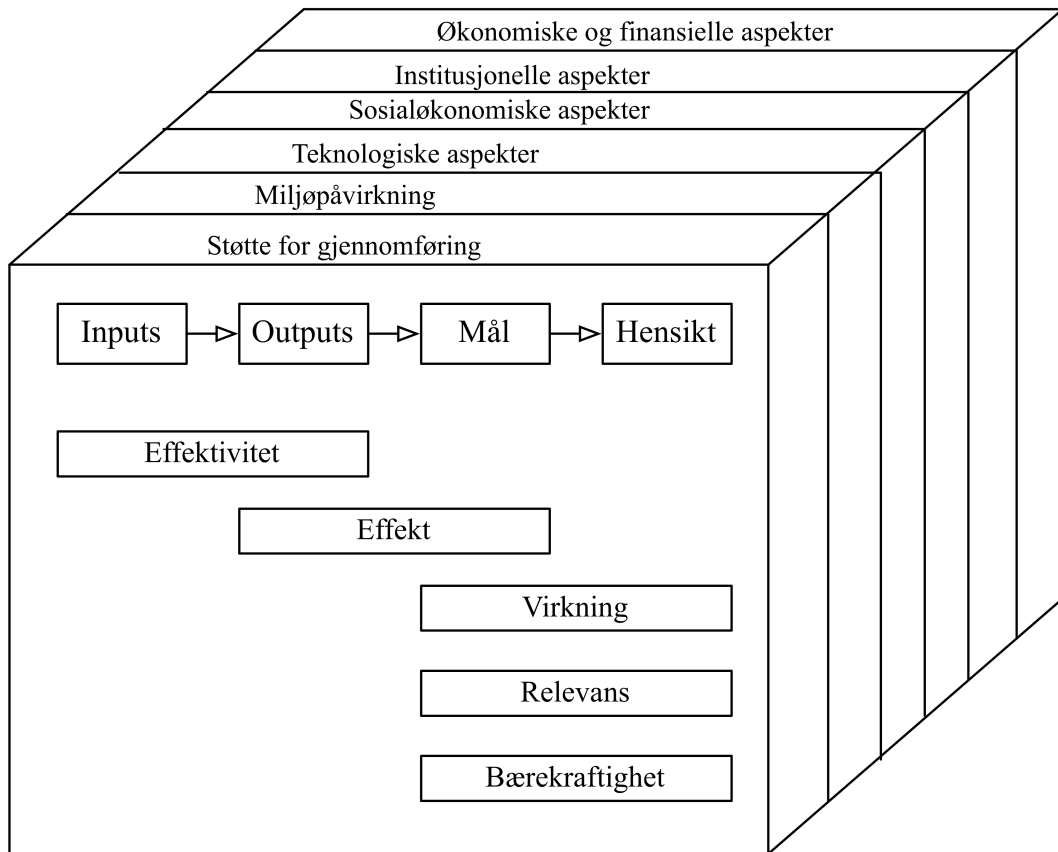 Økonomiske og finansielle aspekter
Institusjonelle aspekter
Sosialøkonomiske aspekter
Teknologiske aspekter
Miljøpåvirkning
Støtte for gjennomføring
Inputs Outputs Mål Hensikt
Effektivitet
Effekt
Virkning
Relevans
Bærekraftighet